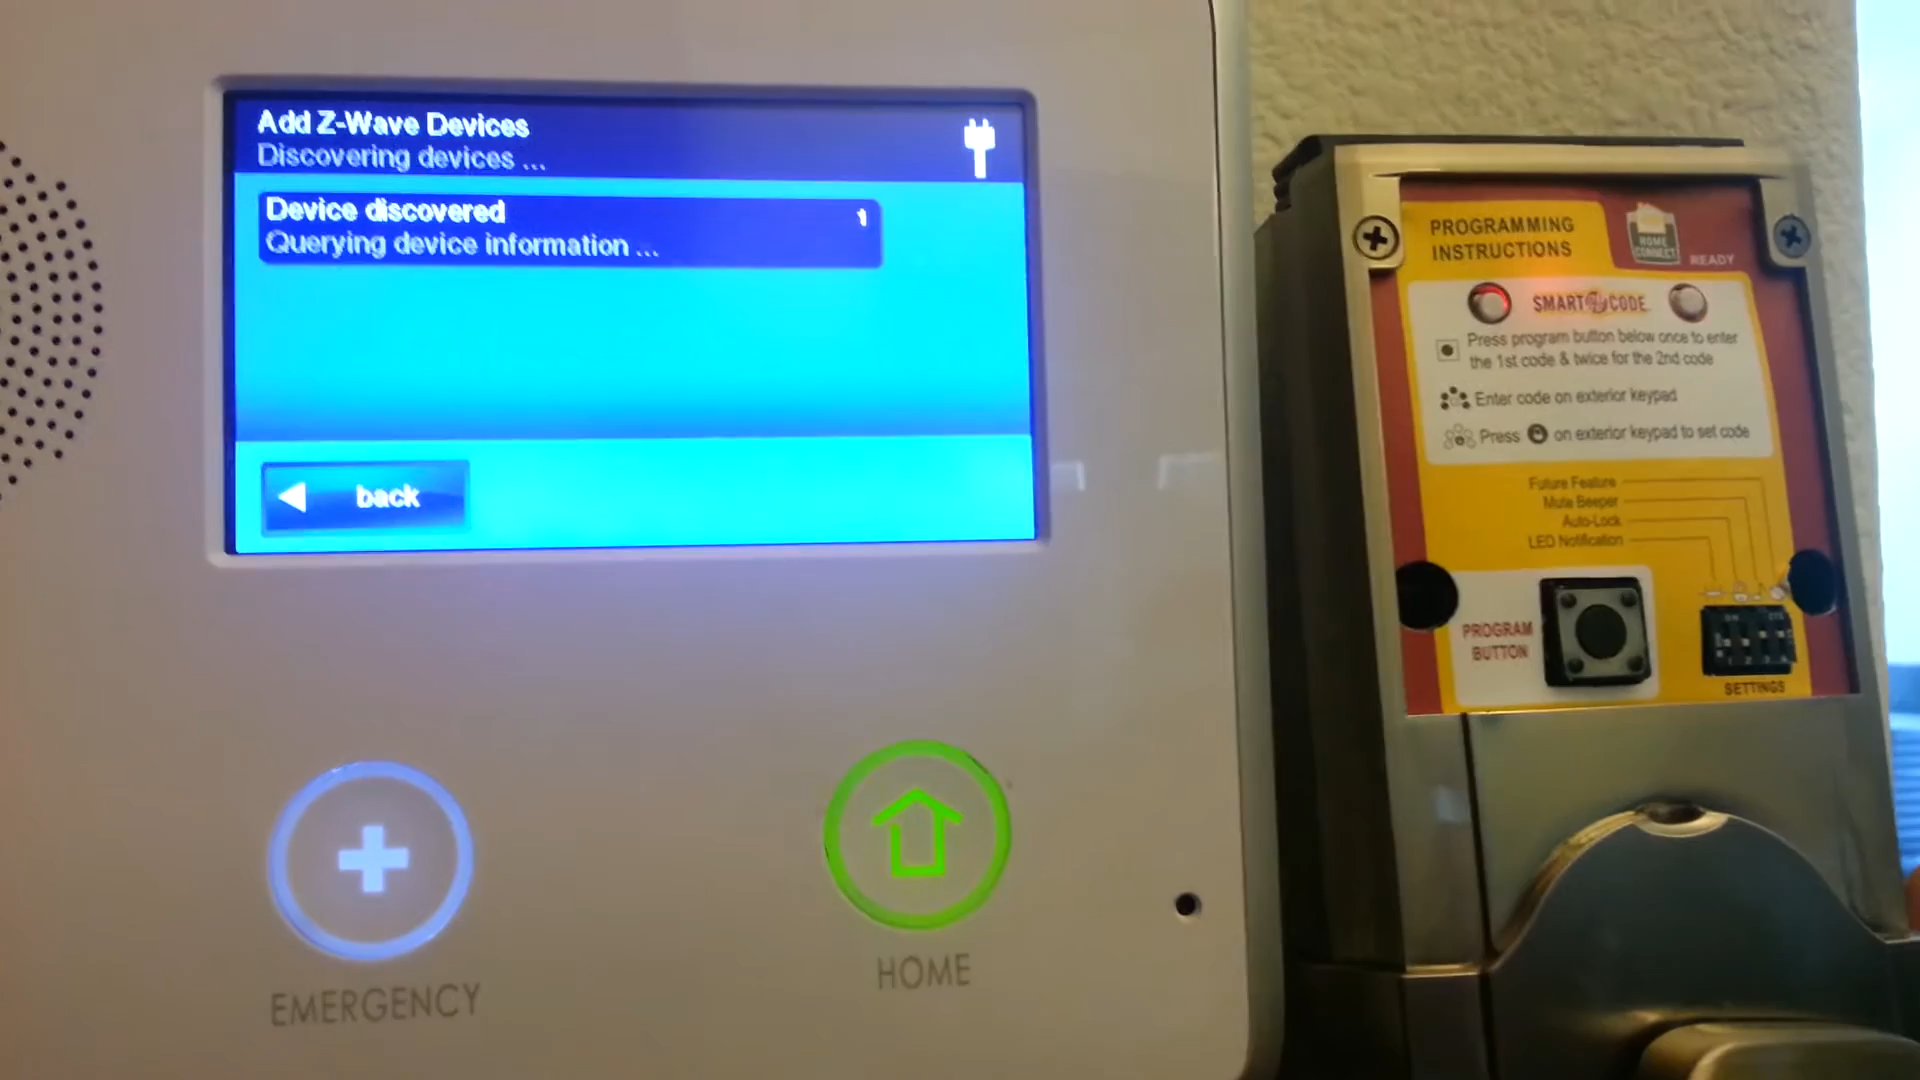 Add Z-Wave Devices
Discovering devices ...
Device discovered 1
Querying device information ...
back
EMERGENCY
HOME
PROGRAMMING
INSTRUCTIONS
HOME
CONNECT
READY
SMART CODE
Press program button below once to enter
the 1st code & twice for the 2nd code
Enter code on exterior keypad
Press on exterior keypad to set code
Future Feature
Mute Beeper
Auto-Lock
LED Notification
PROGRAM
BUTTON
SETTINGS